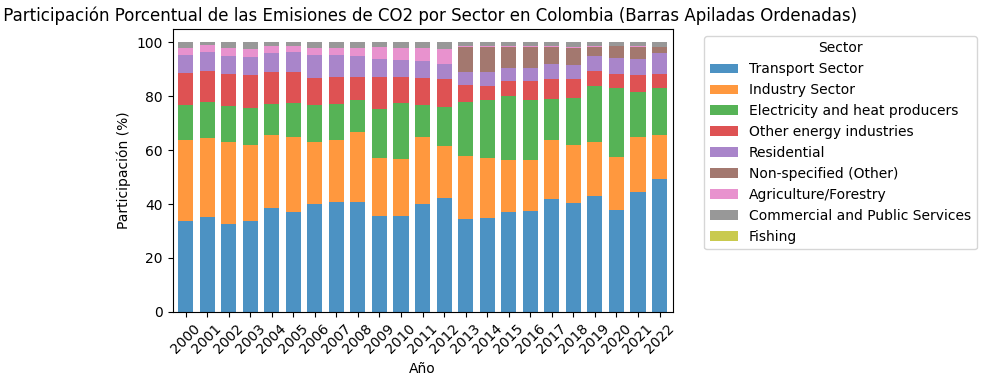 Participación Porcentual de las Emisiones de CO2 por Sector en Colombia (Barras Apiladas Ordenadas)
Participación (%)
100
80
60
40
20
0
2000
2001
2002
2003
2004
2005
2006
2007
2008
2009
2010
2011
2012
2013
2014
2015
2016
2017
2018
2019
2020
2021
2022
Año
Sector
Transport Sector
Industry Sector
Electricity and heat producers
Other energy industries
Residential
Non-specified (Other)
Agriculture/Forestry
Commercial and Public Services
Fishing